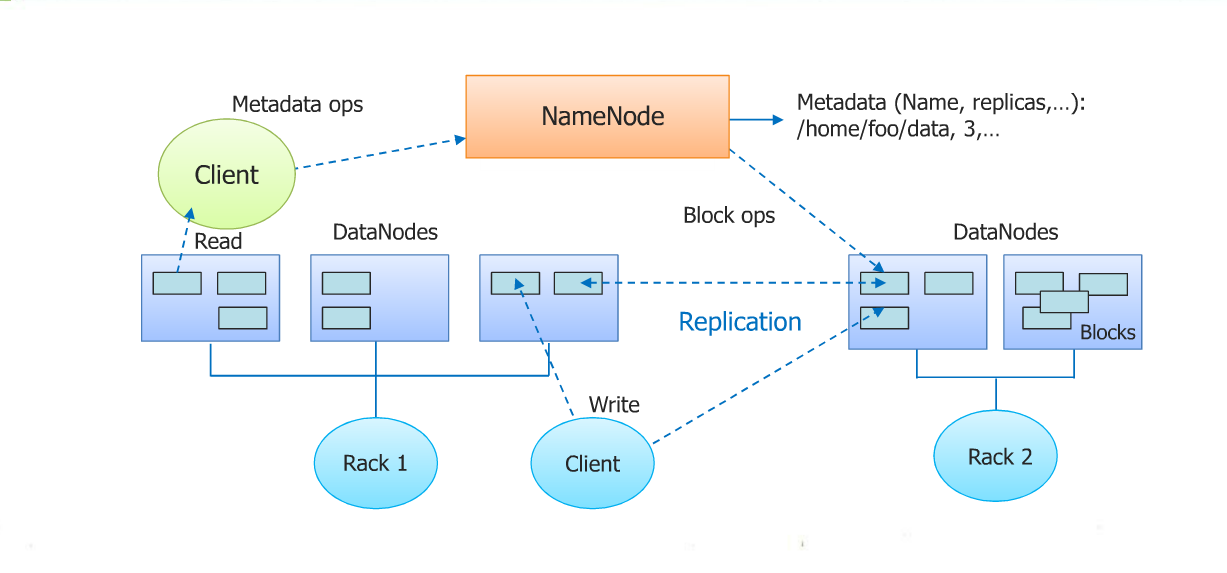 Metadata ops
NameNode
Metadata (Name, replicas,...):
/home/foo/data, 3,...
Client
Block ops
Read
DataNodes
DataNodes
Replication
Blocks
Write
Rack 1
Client
Rack 2